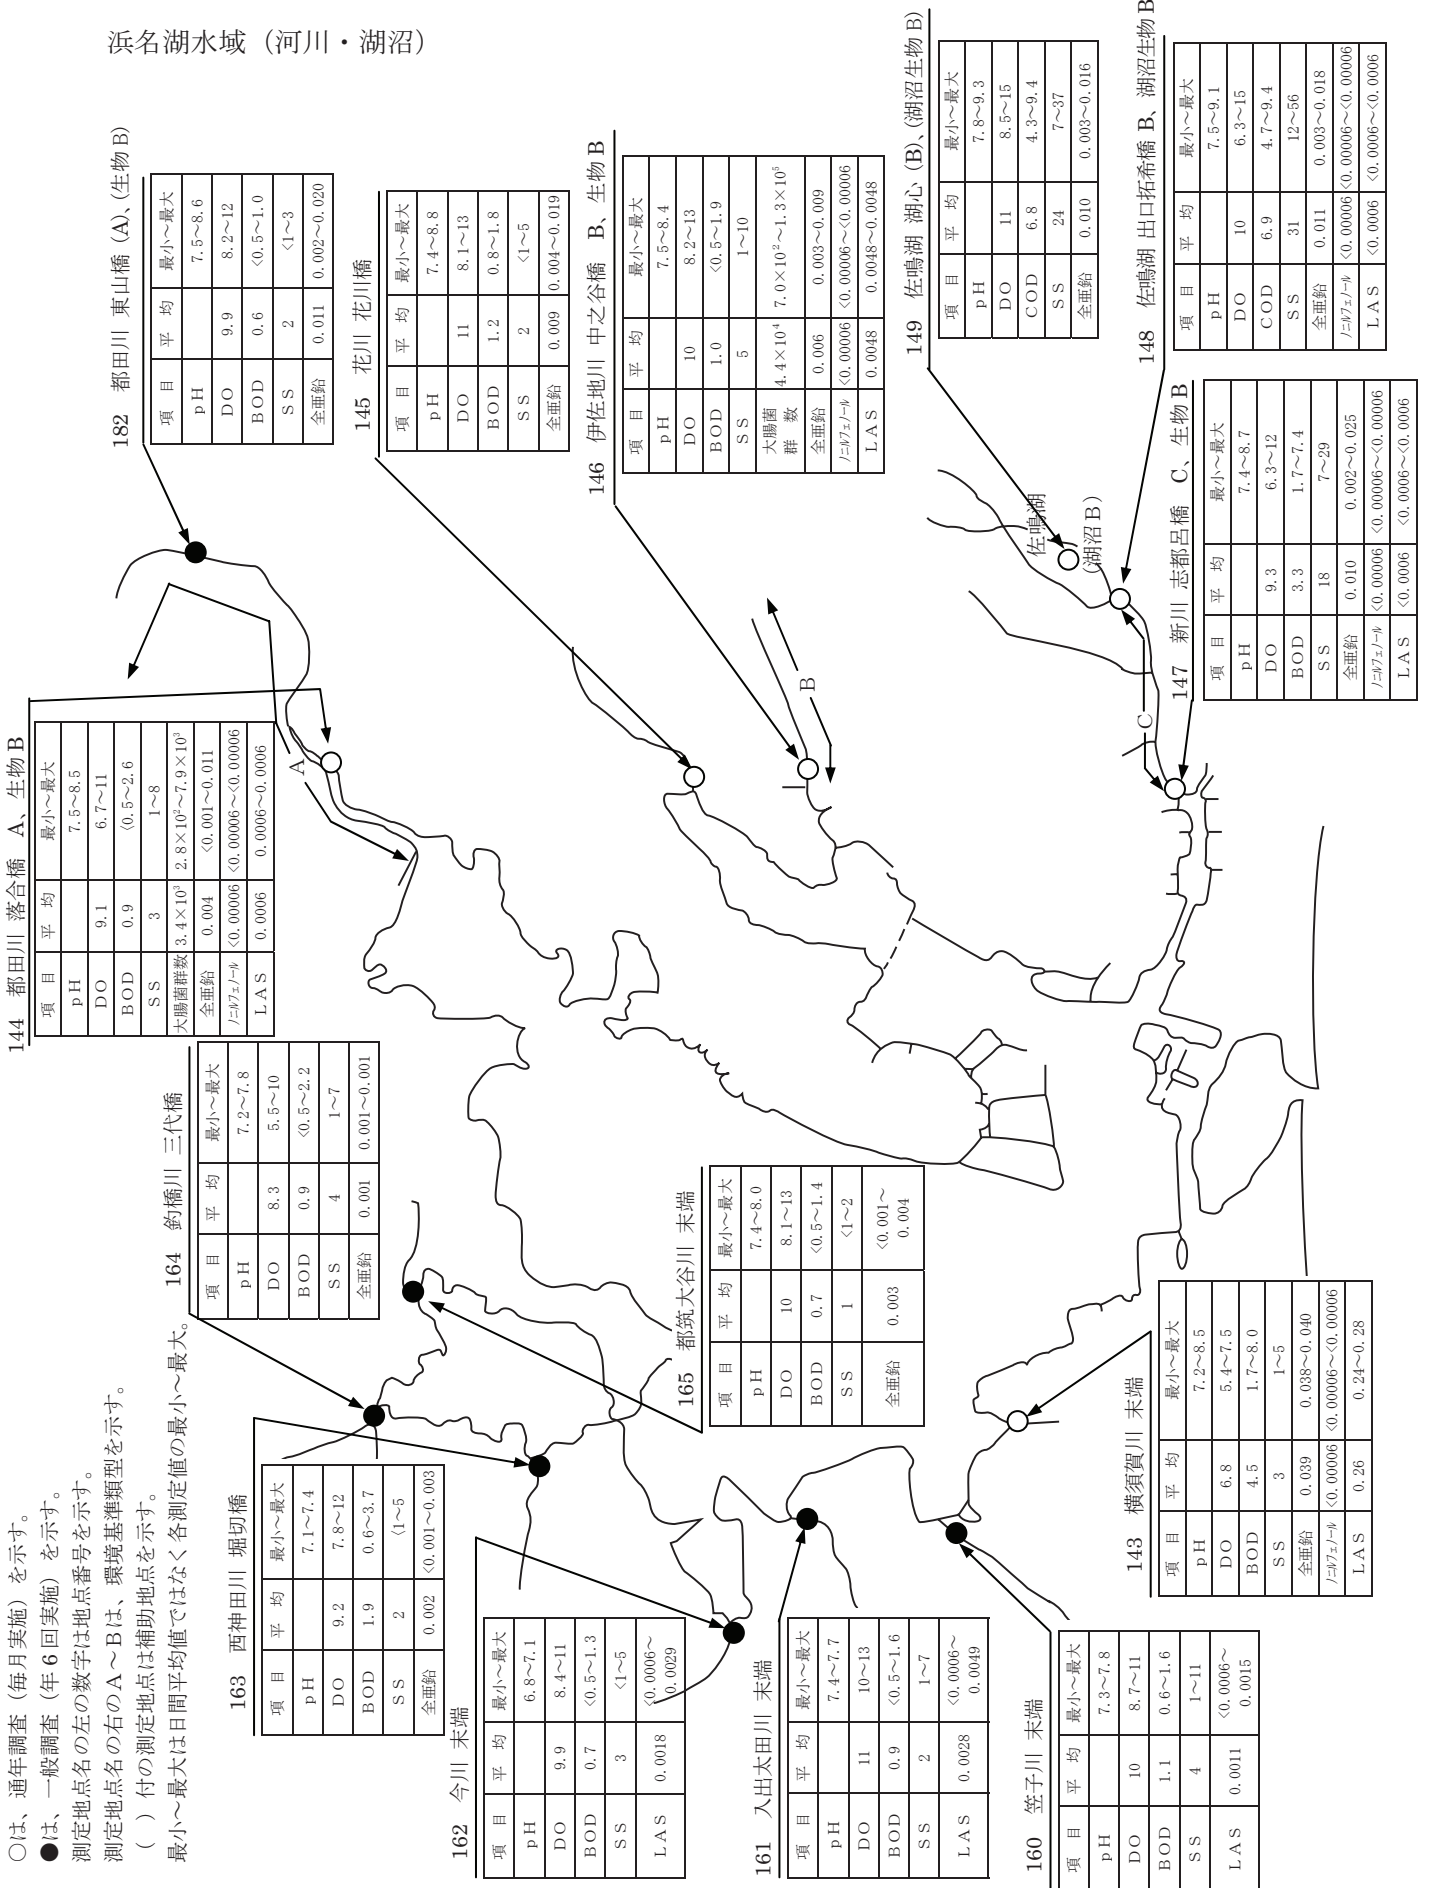 浜名湖水域（河川・湖沼）
○は、通年調査（毎月実施）を示す。
●は、一般調査（年６回実施）を示す。
測定地点名の左の数字は地点番号を示す。
測定地点名の右のＡ～Ｂは、環境基準類型を示す。
（　）付の測定地点は補助地点を示す。
最小～最大は日間平均値ではなく各測定値の最小～最大。
144 都田川 落合橋 A、生物 B
項 目 平 均 最小～最大
pH 7.5～8.5
DO 9.1 6.7～11
BOD 0.9 <0.5～2.6
SS 3 1～8
大腸菌群数 3.4×10³ 2.8×10²～7.9×10³
全亜鉛 0.004 <0.001～0.011
ﾉﾆﾙﾌｪﾉｰﾙ <0.00006 <0.00006～<0.00006
LAS 0.0006 0.0006～0.0006
182 都田川 東山橋 (A)、(生物 B)
項 目 平 均 最小～最大
pH 7.5～8.6
DO 9.9 8.2～12
BOD 0.6 <0.5～1.0
SS 2 <1～3
全亜鉛 0.011 0.002～0.020
145 花川 花川橋
項 目 平 均 最小～最大
pH 7.4～8.8
DO 11 8.1～13
BOD 1.2 0.8～1.8
SS 2 <1～5
全亜鉛 0.009 0.004～0.019
146 伊佐地川 中之谷橋 B、生物 B
項 目 平 均 最小～最大
pH 7.5～8.4
DO 10 8.2～13
BOD 1.0 <0.5～1.9
SS 5 1～10
大腸菌群 数 4.4×10⁴ 7.0×10²～1.3×10⁵
全亜鉛 0.006 0.003～0.009
ﾉﾆﾙﾌｪﾉｰﾙ <0.00006 <0.00006～<0.00006
LAS 0.0048 0.0048～0.0048
149 佐鳴湖 湖心 (B)、(湖沼生物 B)
項 目 平 均 最小～最大
pH 7.8～9.3
DO 11 8.5～15
COD 6.8 4.3～9.4
SS 24 7～37
全亜鉛 0.010 0.003～0.016
148 佐鳴湖 出口拓希橋 B、湖沼生物 B
項 目 平 均 最小～最大
pH 7.5～9.1
DO 10 6.3～15
COD 6.9 4.7～9.4
SS 31 12～56
全亜鉛 0.011 0.003～0.018
ﾉﾆﾙﾌｪﾉｰﾙ <0.00006 <0.00006～<0.00006
LAS <0.0006 <0.0006～<0.0006
147 新川 志都呂橋 C、生物 B
項 目 平 均 最小～最大
pH 7.4～8.7
DO 9.3 6.3～12
BOD 3.3 1.7～7.4
SS 18 7～29
全亜鉛 0.010 0.002～0.025
ﾉﾆﾙﾌｪﾉｰﾙ <0.00006 <0.00006～<0.00006
LAS <0.0006 <0.0006～<0.0006
164 釣橋川 三代橋
項 目 平 均 最小～最大
pH 7.2～7.8
DO 8.3 5.5～10
BOD 0.9 <0.5～2.2
SS 4 1～7
全亜鉛 0.001 0.001～0.001
163 西神田川 堀切橋
項 目 平 均 最小～最大
pH 7.1～7.4
DO 9.2 7.8～12
BOD 1.9 0.6～3.7
SS 2 <1～5
全亜鉛 0.002 <0.001～0.003
165 都筑大谷川 末端
項 目 平 均 最小～最大
pH 7.4～8.0
DO 10 8.1～13
BOD 0.7 <0.5～1.4
SS 1 <1～2
全亜鉛 0.003 <0.001～
0.004
162 今川 末端
項 目 平 均 最小～最大
pH 6.8～7.1
DO 9.9 8.4～11
BOD 0.7 <0.5～1.3
SS 3 <1～5
LAS 0.0018 <0.0006～
0.0029
161 入出太田川 末端
項 目 平 均 最小～最大
pH 7.4～7.7
DO 11 10～13
BOD 0.9 <0.5～1.6
SS 2 1～7
LAS 0.0028 <0.0006～
0.0049
160 笠子川 末端
項 目 平 均 最小～最大
pH 7.3～7.8
DO 10 8.7～11
BOD 1.1 0.6～1.6
SS 4 1～11
LAS 0.0011 <0.0006～
0.0015
143 横須賀川 末端
項 目 平 均 最小～最大
pH 7.2～8.5
DO 6.8 5.4～7.5
BOD 4.5 1.7～8.0
SS 3 1～5
全亜鉛 0.039 0.038～0.040
ﾉﾆﾙﾌｪﾉｰﾙ <0.00006 <0.00006～<0.00006
LAS 0.26 0.24～0.28
A
B
C
佐鳴湖
(湖沼 B)